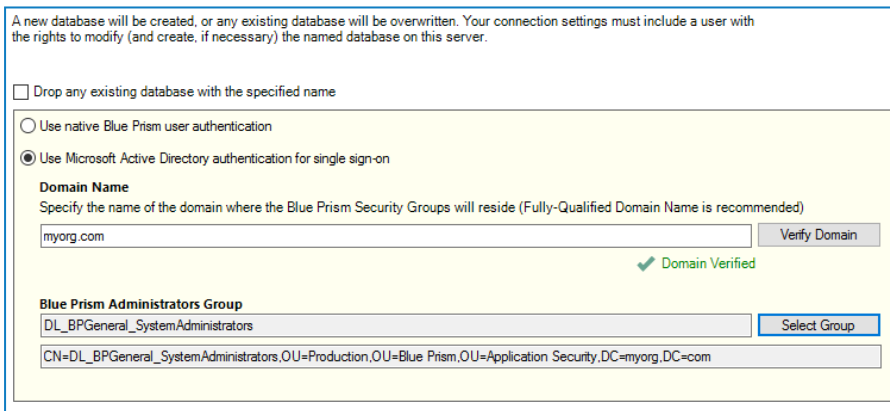 A new database will be created, or any existing database will be overwritten. Your connection settings must include a user with
the rights to modify (and create, if necessary) the named database on this server.
Drop any existing database with the specified name
Use native Blue Prism user authentication
Use Microsoft Active Directory authentication for single sign-on
Domain Name
Specify the name of the domain where the Blue Prism Security Groups will reside (Fully-Qualified Domain Name is recommended)
myorg.com
Verify Domain
Domain Verified
Blue Prism Administrators Group
DL_BPGeneral_SystemAdministrators
Select Group
CN=DL_BPGeneral_SystemAdministrators,OU=Production,OU=Blue Prism,OU=Application Security,DC=myorg,DC=com